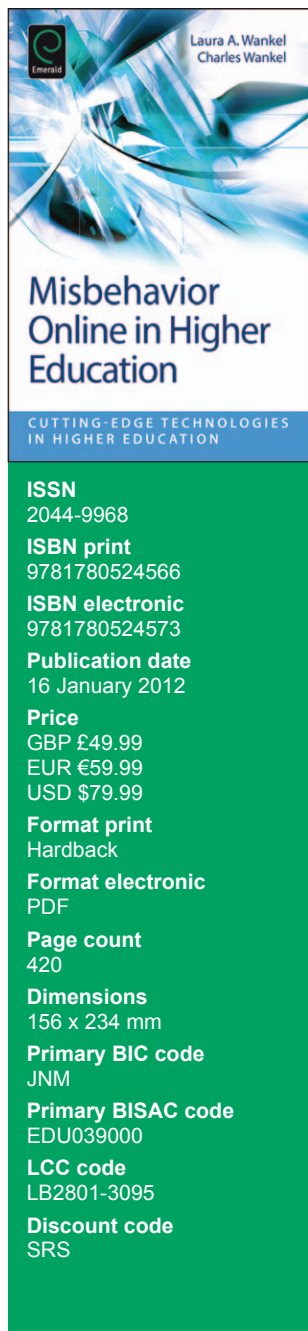 Laura A. Wankel
Charles Wankel
Emerald
Misbehavior
Online in Higher
Education
CUTTING-EDGE TECHNOLOGIES
IN HIGHER EDUCATION
ISSN
2044-9968
ISBN print
9781780524566
ISBN electronic
9781780524573
Publication date
16 January 2012
Price
GBP £49.99
EUR €59.99
USD $79.99
Format print
Hardback
Format electronic
PDF
Page count
420
Dimensions
156 x 234 mm
Primary BIC code
JNM
Primary BISAC code
EDU039000
LCC code
LB2801-3095
Discount code
SRS